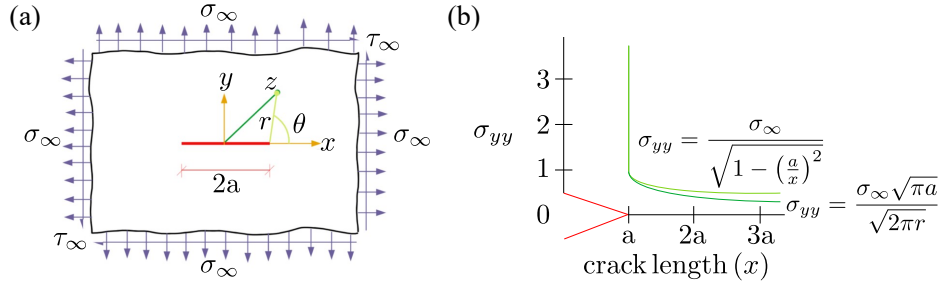 (a)
σ∞
τ∞
y
z
σ∞
r
θ
x
σ∞
2a
τ∞
σ∞
(b)
3
2
σyy
1
0
σyy = σ∞ / √(1 − (a/x)²)
σyy = σ∞√(πa) / √(2πr)
a 2a 3a
crack length (x)